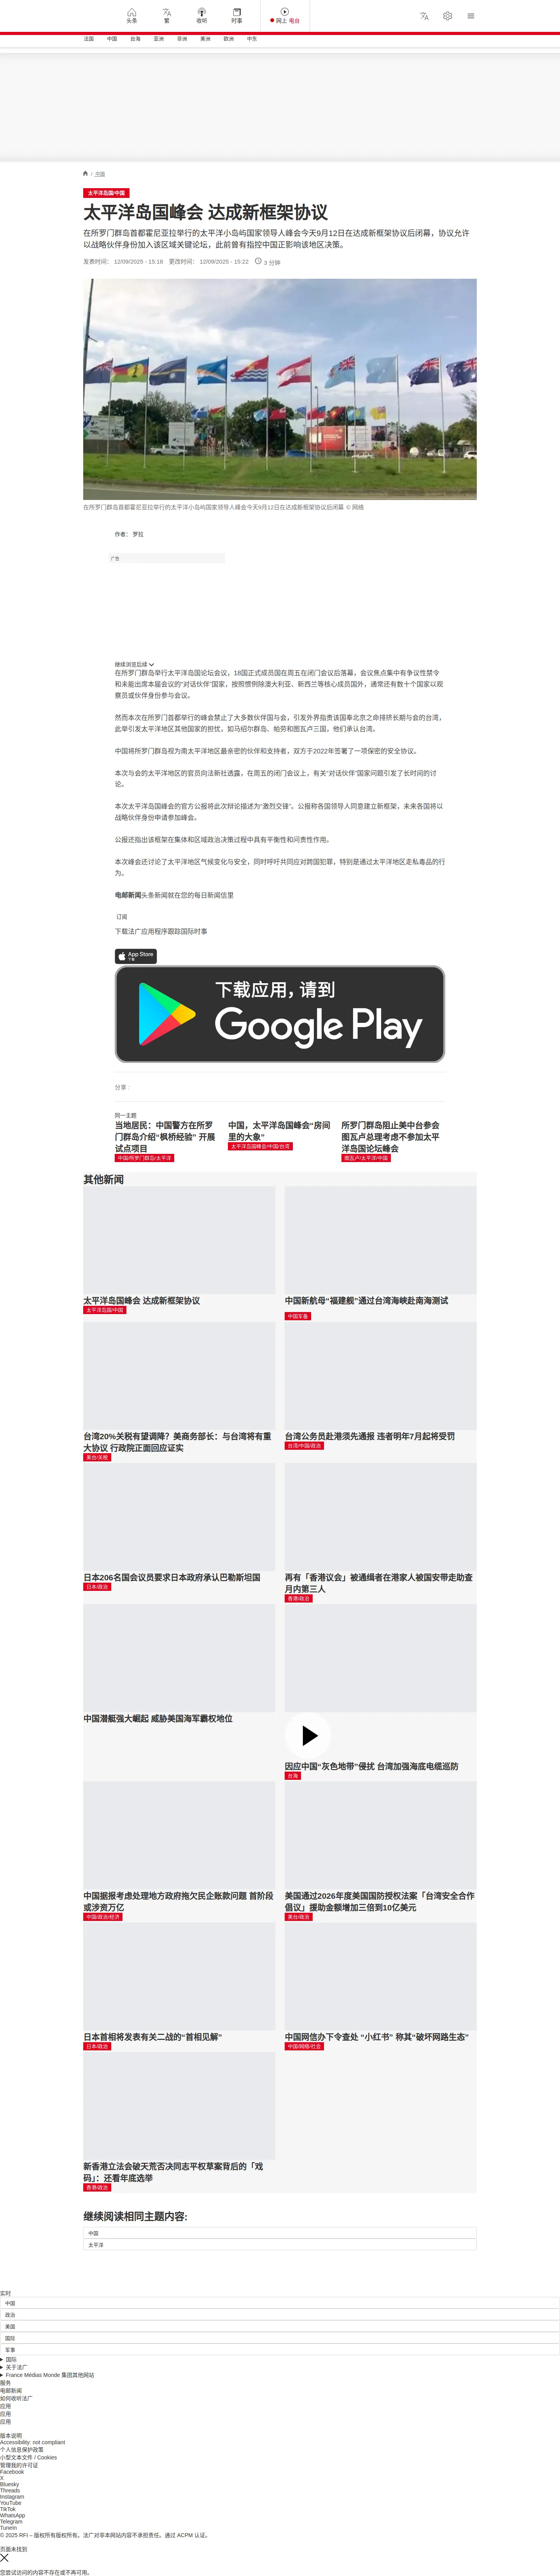 头条
繁
收听
时事
网上 电台
法国
中国
台海
亚洲
非洲
美洲
欧洲
中东
/ 中国
太平洋岛国/中国
太平洋岛国峰会 达成新框架协议
在所罗门群岛首都霍尼亚拉举行的太平洋小岛屿国家领导人峰会今天9月12日在达成新框架协议后闭幕，协议允许
以战略伙伴身份加入该区域关键论坛，此前曾有指控中国正影响该地区决策。
发表时间： 12/09/2025 - 15:18 更改时间： 12/09/2025 - 15:22 3 分钟
在所罗门群岛首都霍尼亚拉举行的太平洋小岛屿国家领导人峰会今天9月12日在达成新框架协议后闭幕 © 网络
作者： 罗拉
广告
继续浏览后续
在所罗门群岛举行太平洋岛国论坛会议，18国正式成员国在周五在闭门会议后落幕，会议焦点集中有争议性禁令
和未能出席本届会议的“对话伙伴”国家，按照惯例除澳大利亚、新西兰等核心成员国外，通常还有数十个国家以观
察员或伙伴身份参与会议。
然而本次在所罗门首都举行的峰会禁止了大多数伙伴国与会，引发外界指责该国奉北京之命排挤长期与会的台湾，
此举引发太平洋地区其他国家的担忧，如马绍尔群岛、帕劳和图瓦卢三国，他们承认台湾。
中国将所罗门群岛视为南太平洋地区最亲密的伙伴和支持者，双方于2022年签署了一项保密的安全协议。
本次与会的太平洋地区的官员向法新社透露，在周五的闭门会议上，有关“对话伙伴”国家问题引发了长时间的讨
论。
本次太平洋岛国峰会的官方公报将此次辩论描述为“激烈交锋”。公报称各国领导人同意建立新框架，未来各国将以
战略伙伴身份申请参加峰会。
公报还指出该框架在集体和区域政治决策过程中具有平衡性和问责性作用。
本次峰会还讨论了太平洋地区气候变化与安全，同时呼吁共同应对跨国犯罪，特别是通过太平洋地区走私毒品的行
为。
电邮新闻头条新闻就在您的每日新闻信里
订阅
下载法广应用程序跟踪国际时事
App Store
下载
下载应用，请到
Google Play
分享 :
同一主题
当地居民：中国警方在所罗
门群岛介绍“枫桥经验” 开展
试点项目
中国/所罗门群岛/太平洋
中国，太平洋岛国峰会“房间
里的大象”
太平洋岛国峰会/中国/台湾
所罗门群岛阻止美中台参会
图瓦卢总理考虑不参加太平
洋岛国论坛峰会
图瓦卢/太平洋/中国
其他新闻
太平洋岛国峰会 达成新框架协议
太平洋岛国/中国
中国新航母“福建舰”通过台湾海峡赴南海测试
中国军备
台湾20%关税有望调降？美商务部长：与台湾将有重
大协议 行政院正面回应证实
美台/关税
台湾公务员赴港须先通报 违者明年7月起将受罚
台湾/中国/政治
日本206名国会议员要求日本政府承认巴勒斯坦国
日本/政治
再有「香港议会」被通缉者在港家人被国安带走助查
月内第三人
香港/政治
中国潜艇强大崛起 威胁美国海军霸权地位
因应中国“灰色地带”侵扰 台湾加强海底电缆巡防
台海
中国据报考虑处理地方政府拖欠民企账款问题 首阶段
或涉资万亿
中国/政治/经济
美国通过2026年度美国国防授权法案「台湾安全合作
倡议」援助金额增加三倍到10亿美元
美台/政治
日本首相将发表有关二战的“首相见解”
日本/政治
中国网信办下令查处 “小红书” 称其“破坏网路生态”
中国/网络/社会
新香港立法会破天荒否决同志平权草案背后的「戏
码」：还看年底选举
香港/政治
继续阅读相同主题内容:
中国
太平洋
实时
中国
政治
美国
国际
军事
国际
关于法广
France Médias Monde 集团其他网站
服务
电邮新闻
如何收听法广
应用
应用
应用
版本说明
Accessibility: not compliant
个人信息保护政策
小型文本文件 / Cookies
管理我的许可证
Facebook
X
Bluesky
Threads
Instagram
YouTube
TikTok
WhatsApp
Telegram
TuneIn
© 2025 RFI – 版权所有版权所有。法广对非本网站内容不承担责任。通过 ACPM 认证。
页面未找到
您尝试访问的内容不存在或不再可用。